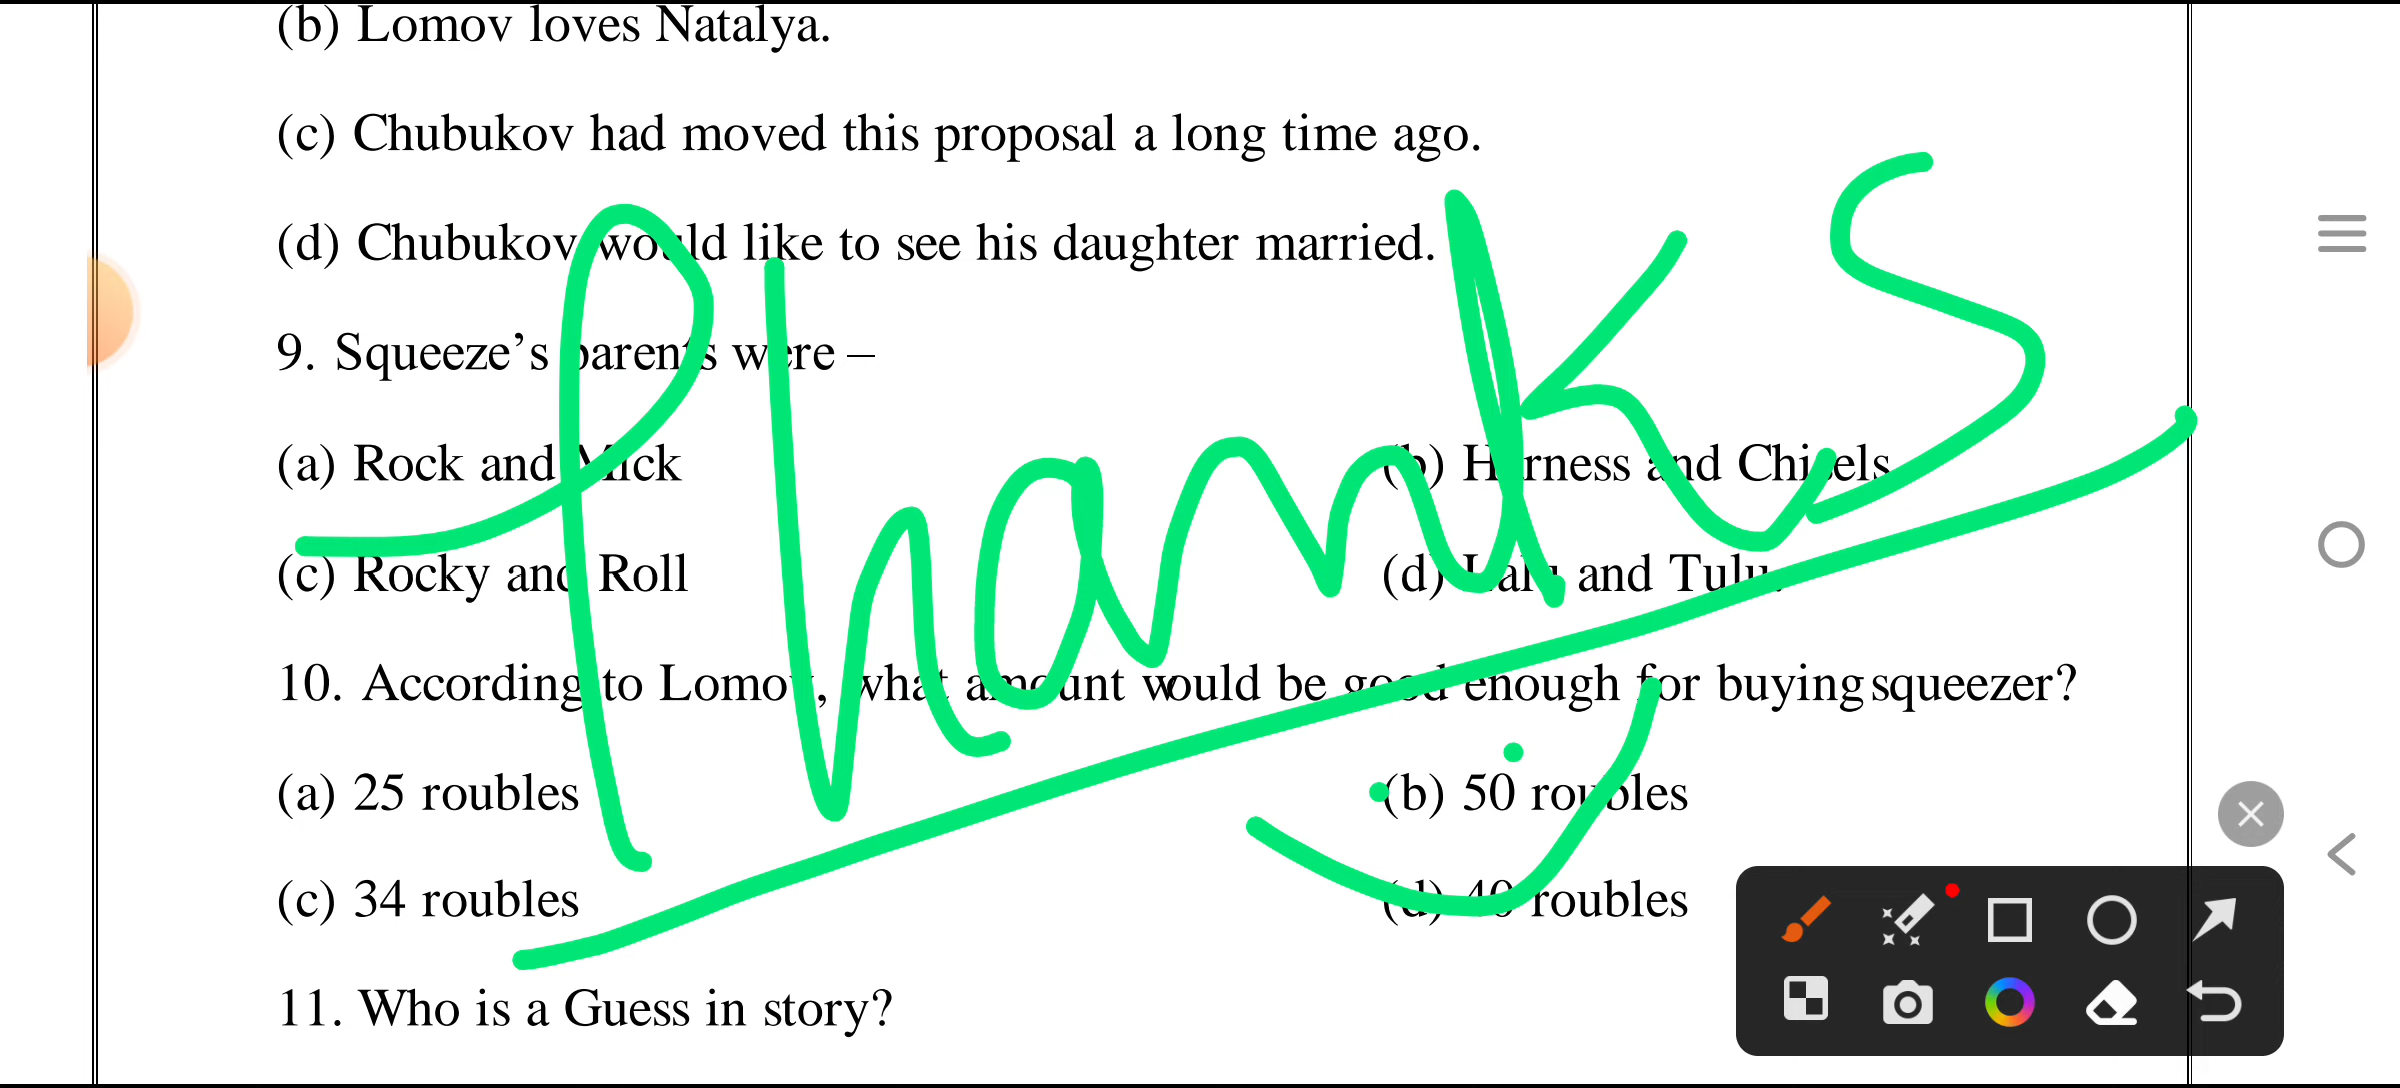 (b) Lomov loves Natalya.
(c) Chubukov had moved this proposal a long time ago.
(d) Chubukov would like to see his daughter married.
9. Squeeze’s parents were –
(a) Rock and Mick (b) Harness and Chisels
(c) Rocky and Roll (d) Lalu and Tulu.
Thanks
10. According to Lomov, what amount would be good enough for buying squeezer?
(a) 25 roubles (b) 50 roubles
(c) 34 roubles (d) 40 roubles
11. Who is a Guess in story?